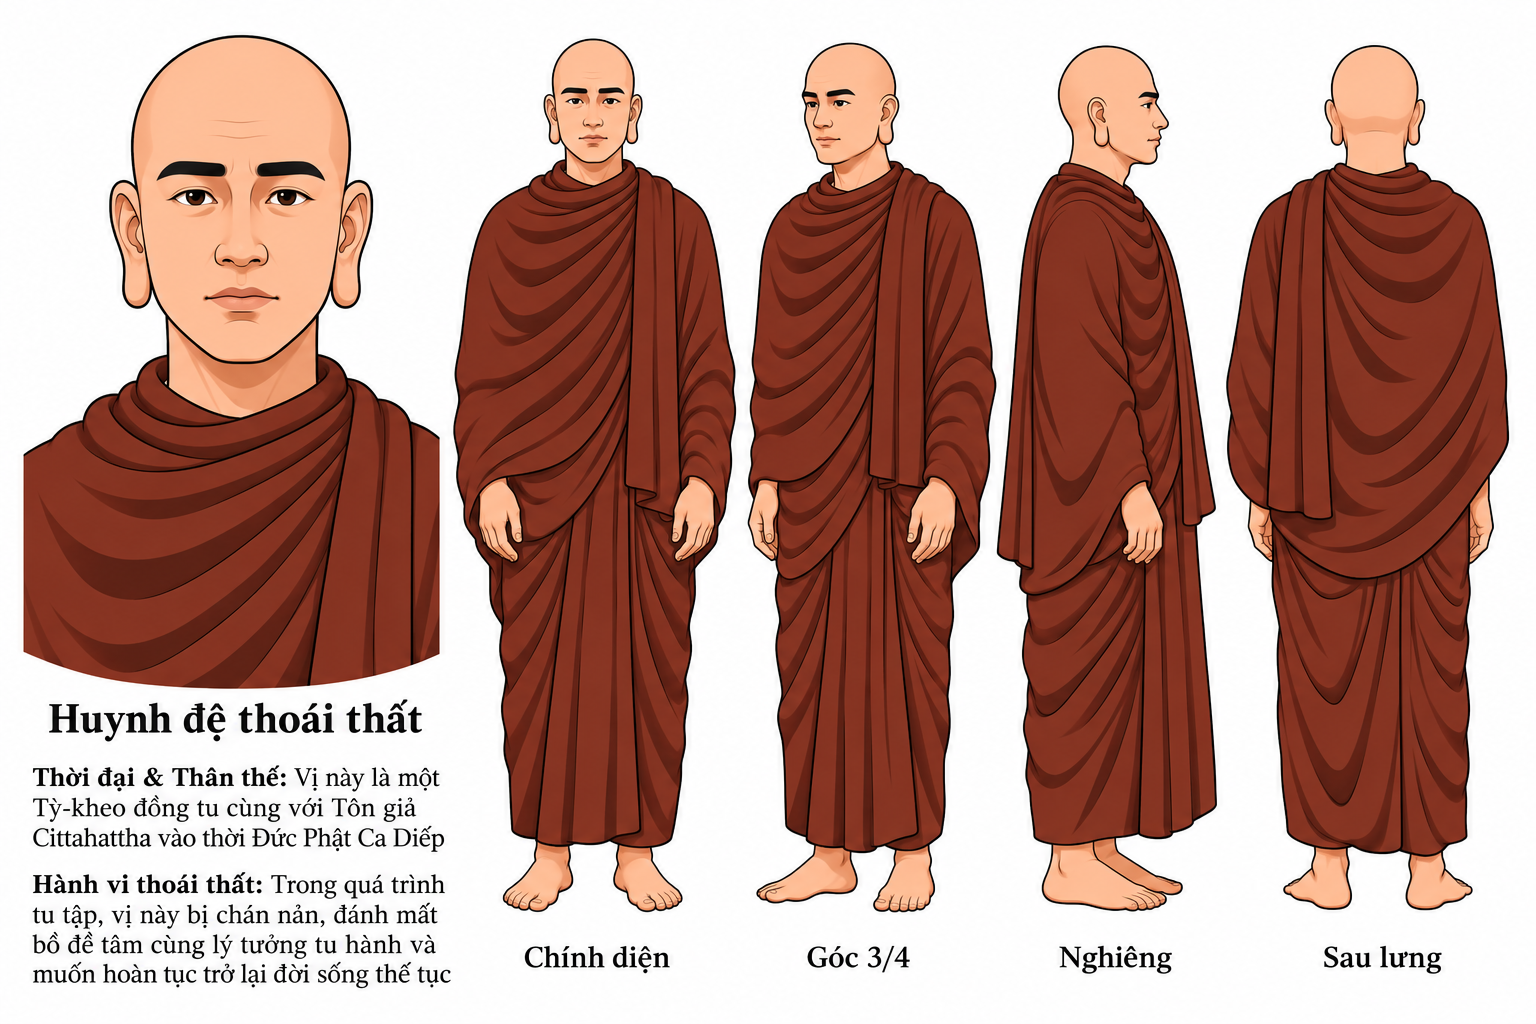 Huynh đệ thoái thất
Thời đại & Thân thế: Vị này là một
Tỳ-kheo đồng tu cùng với Tôn giả
Cittahattha vào thời Đức Phật Ca Diếp
Hành vi thoái thất: Trong quá trình
tu tập, vị này bị chán nản, đánh mất
bồ đề tâm cùng lý tưởng tu hành và
muốn hoàn tục trở lại đời sống thế tục
Chính diện
Góc 3/4
Nghiêng
Sau lưng